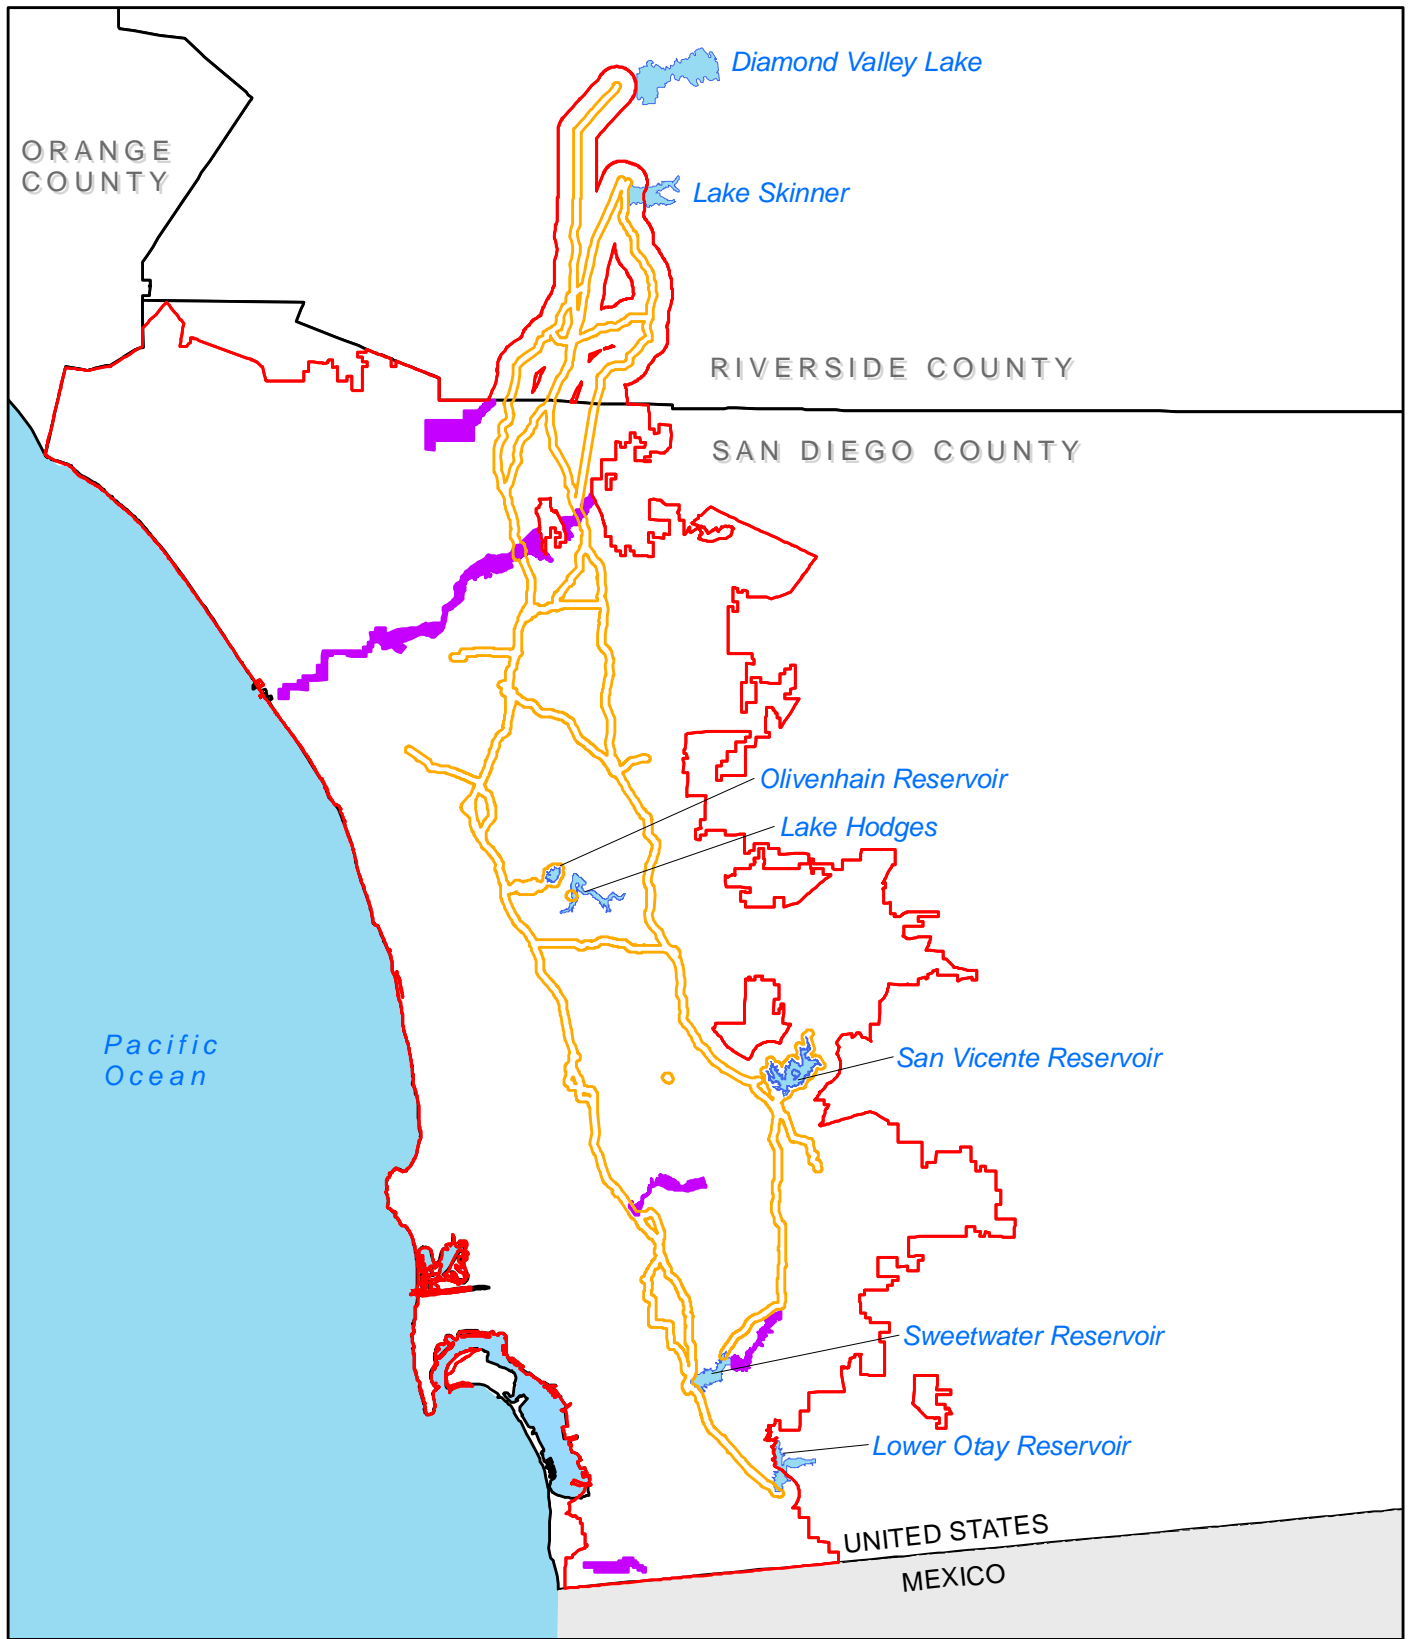 Diamond Valley Lake
ORANGE
COUNTY
Lake Skinner
RIVERSIDE COUNTY
SAN DIEGO COUNTY
Olivenhain Reservoir
Lake Hodges
Pacific
Ocean
San Vicente Reservoir
Sweetwater Reservoir
Lower Otay Reservoir
UNITED STATES
MEXICO